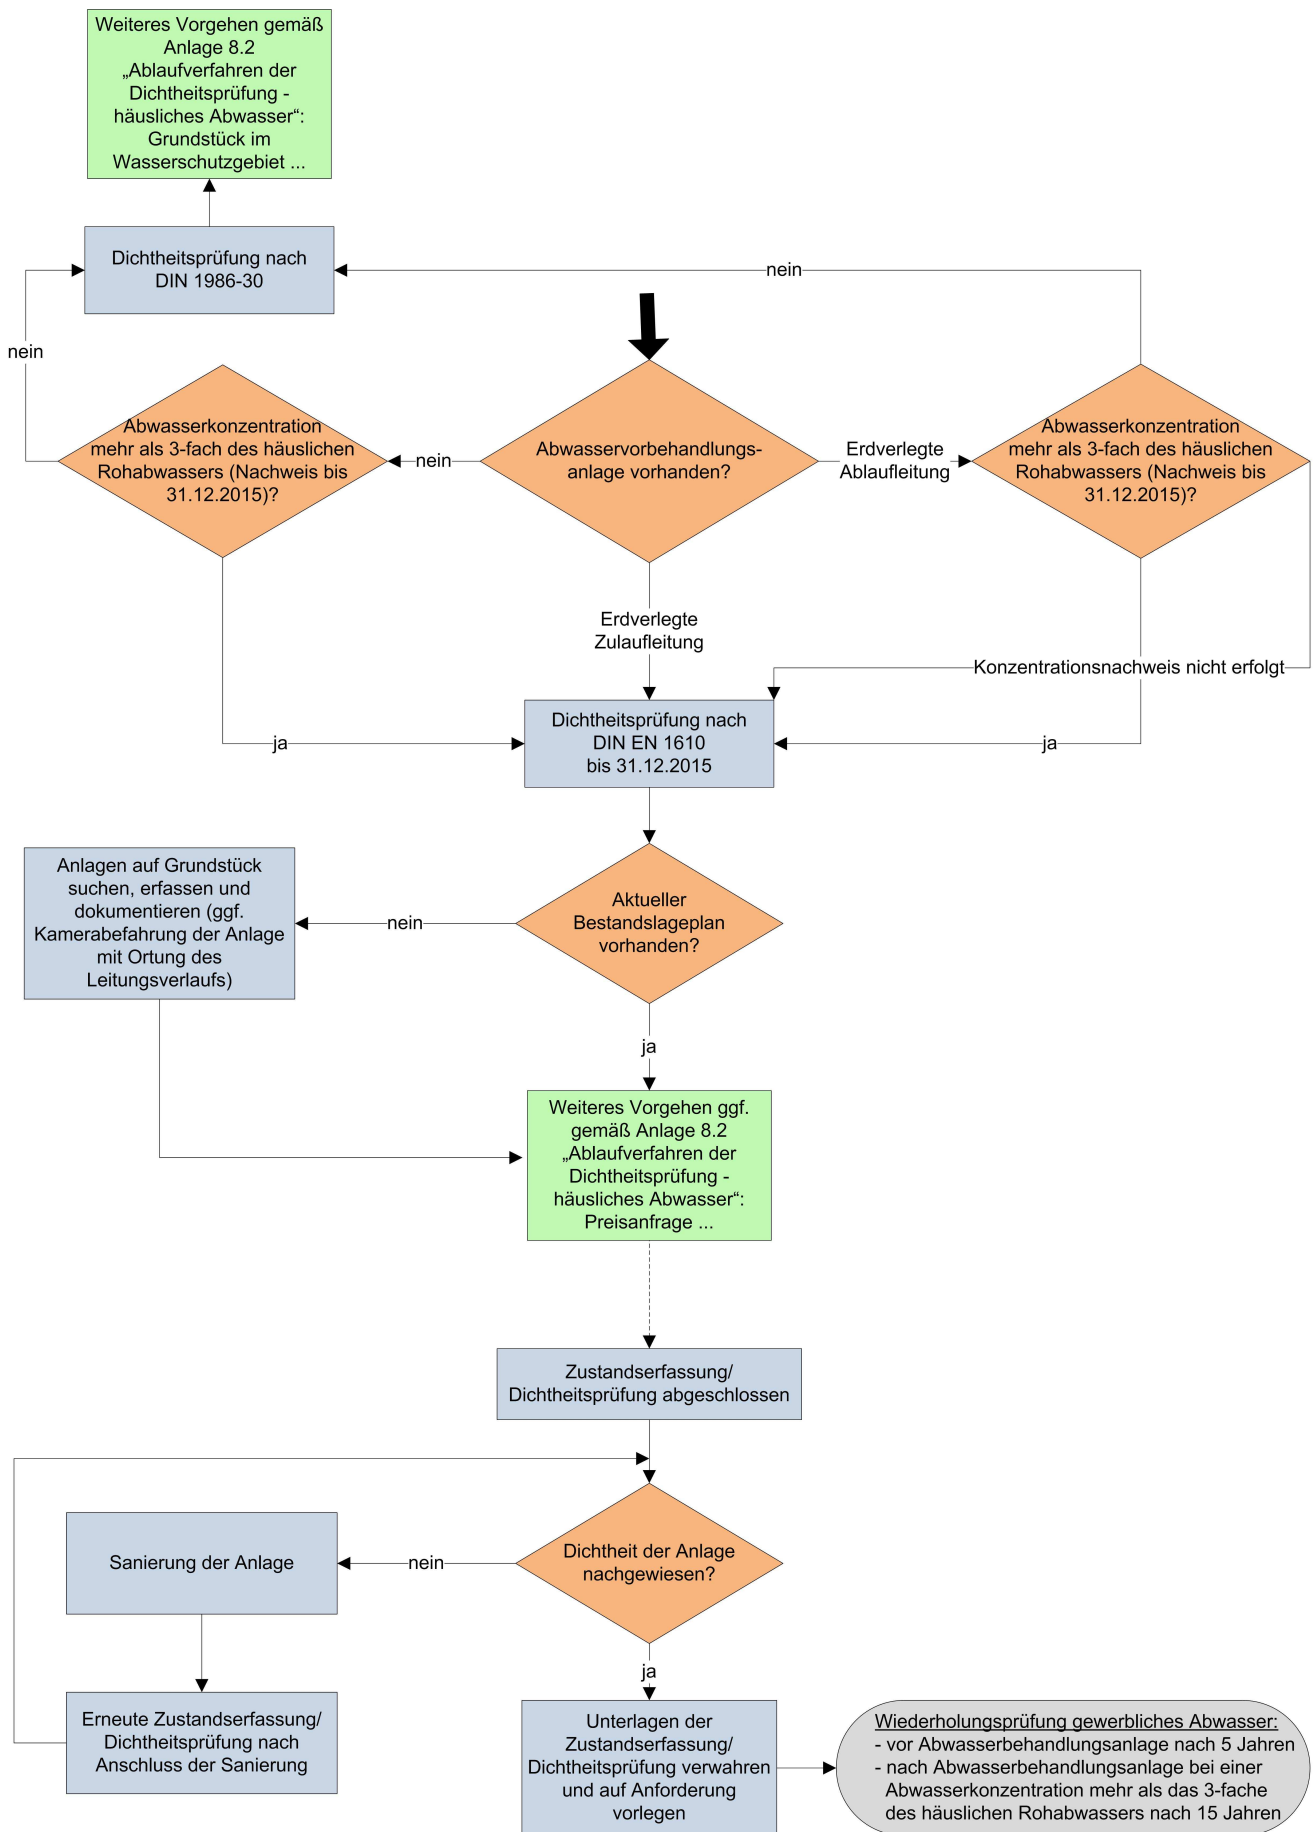 Weiteres Vorgehen gemäß
Anlage 8.2
„Ablaufverfahren der
Dichtheitsprüfung -
häusliches Abwasser“:
Grundstück im
Wasserschutzgebiet ...
Dichtheitsprüfung nach
DIN 1986-30
nein
nein
Abwasserkonzentration
mehr als 3-fach des häuslichen
Rohabwassers (Nachweis bis
31.12.2015)?
nein
Abwasservorbehandlungs-
anlage vorhanden?
Erdverlegte
Ablaufleitung
Abwasserkonzentration
mehr als 3-fach des häuslichen
Rohabwassers (Nachweis bis
31.12.2015)?
Erdverlegte
Zulaufleitung
Konzentrationsnachweis nicht erfolgt
ja
Dichtheitsprüfung nach
DIN EN 1610
bis 31.12.2015
ja
Anlagen auf Grundstück
suchen, erfassen und
dokumentieren (ggf.
Kamerabefahrung der Anlage
mit Ortung des
Leitungsverlaufs)
nein
Aktueller
Bestandslageplan
vorhanden?
ja
Weiteres Vorgehen ggf.
gemäß Anlage 8.2
„Ablaufverfahren der
Dichtheitsprüfung -
häusliches Abwasser“:
Preisanfrage ...
Zustandserfassung/
Dichtheitsprüfung abgeschlossen
Sanierung der Anlage
nein
Dichtheit der Anlage
nachgewiesen?
ja
Erneute Zustandserfassung/
Dichtheitsprüfung nach
Anschluss der Sanierung
Unterlagen der
Zustandserfassung/
Dichtheitsprüfung verwahren
und auf Anforderung
vorlegen
Wiederholungsprüfung gewerbliches Abwasser:
- vor Abwasserbehandlungsanlage nach 5 Jahren
- nach Abwasserbehandlungsanlage bei einer
Abwasserkonzentration mehr als das 3-fache
des häuslichen Rohabwassers nach 15 Jahren